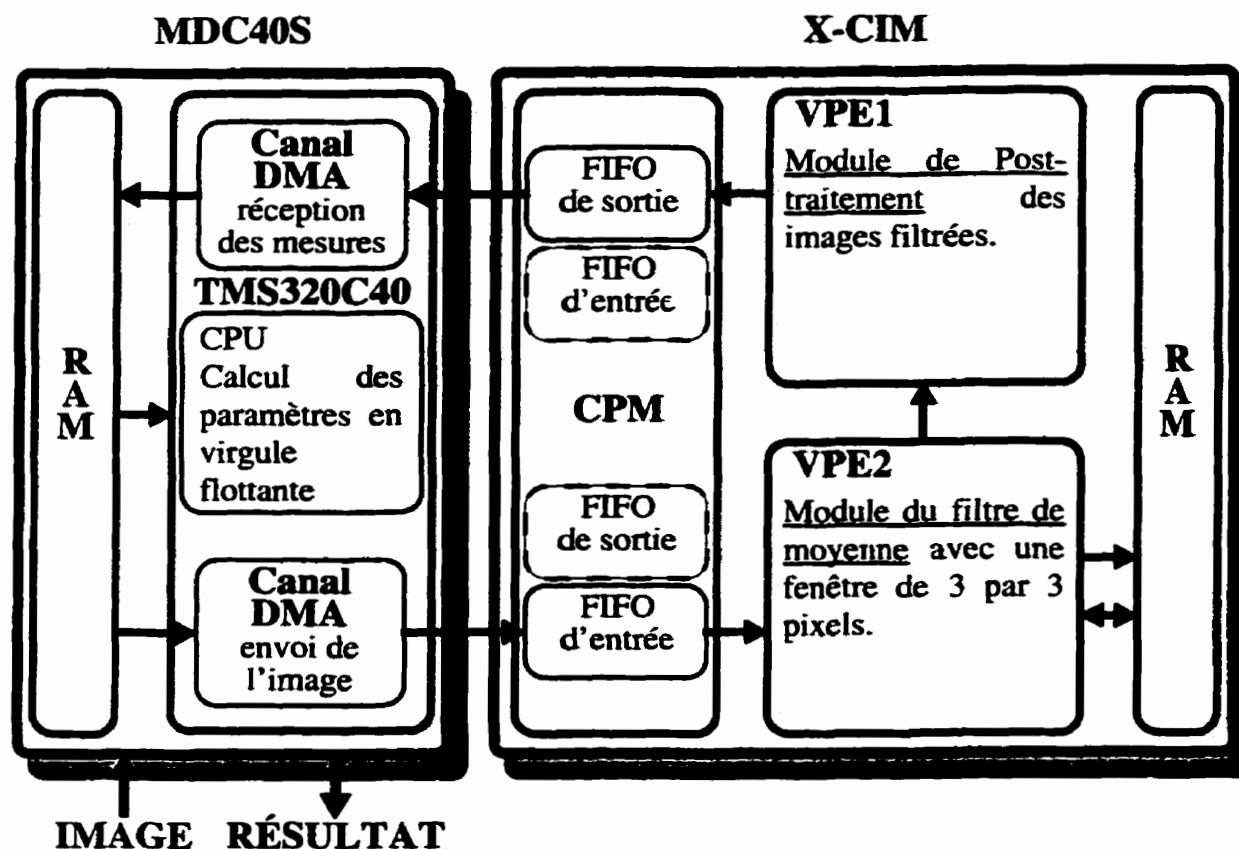 MDC40S
X-CIM
RAM
Canal
DMA
réception
des mesures
TMS320C40
CPU
Calcul des
paramètres en
virgule
flottante
Canal
DMA
envoi de
l'image
FIFO
de sortie
FIFO
d'entrée
CPM
FIFO
de sortie
FIFO
d'entrée
VPE1
Module de Post-
traitement des
images filtrées.
VPE2
Module du filtre de
moyenne avec une
fenêtre de 3 par 3
pixels.
RAM
IMAGE RÉSULTAT